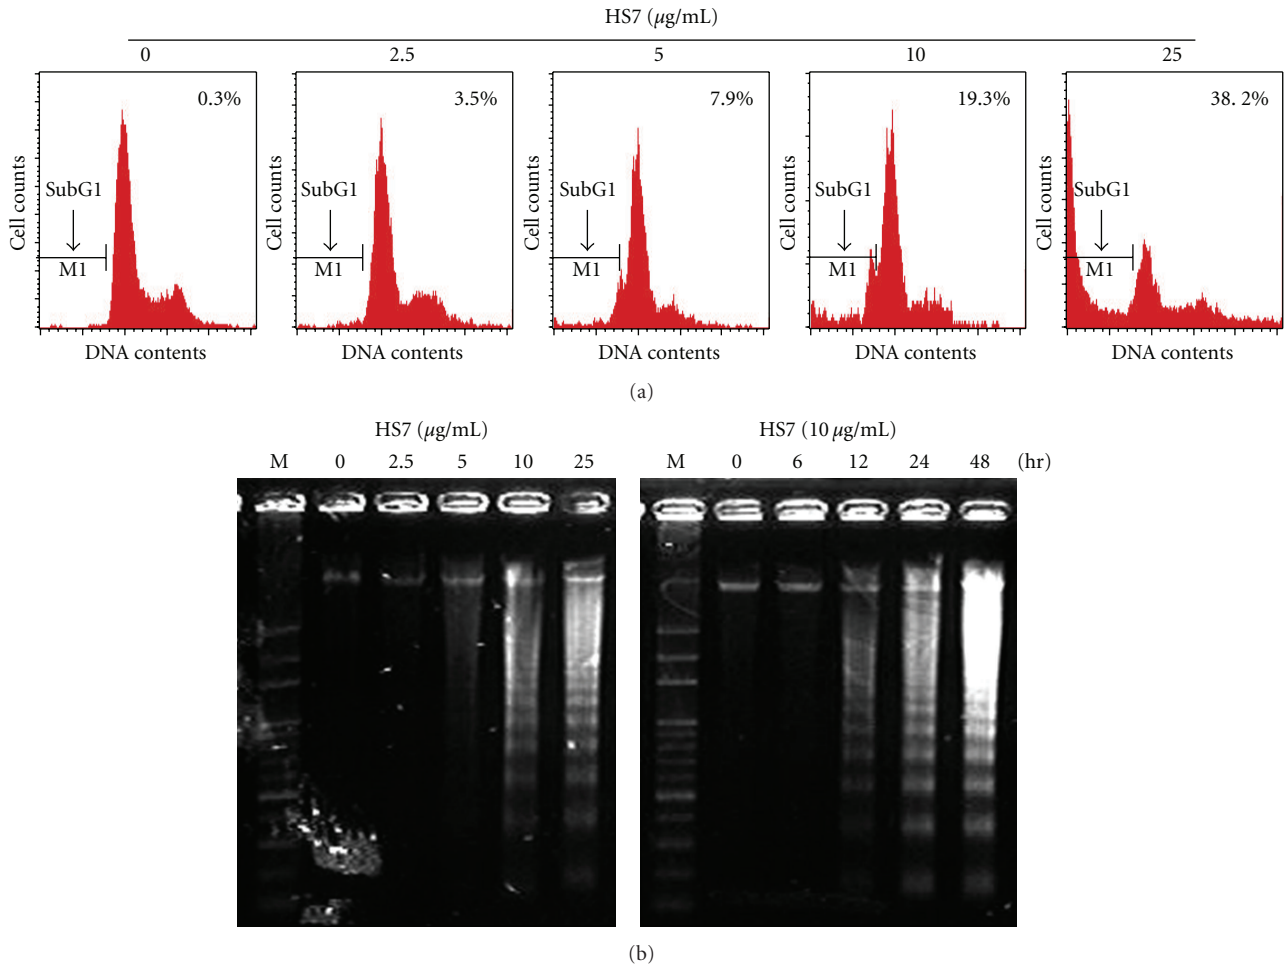 HS7 (μg/mL)
0 2.5 5 10 25
0.3% 3.5% 7.9% 19.3% 38. 2%
Cell counts Cell counts Cell counts Cell counts Cell counts
SubG1 SubG1 SubG1 SubG1 SubG1
M1 M1 M1 M1 M1
DNA contents DNA contents DNA contents DNA contents DNA contents
(a)
HS7 (μg/mL) HS7 (10 μg/mL)
M 0 2.5 5 10 25 M 0 6 12 24 48 (hr)
(b)